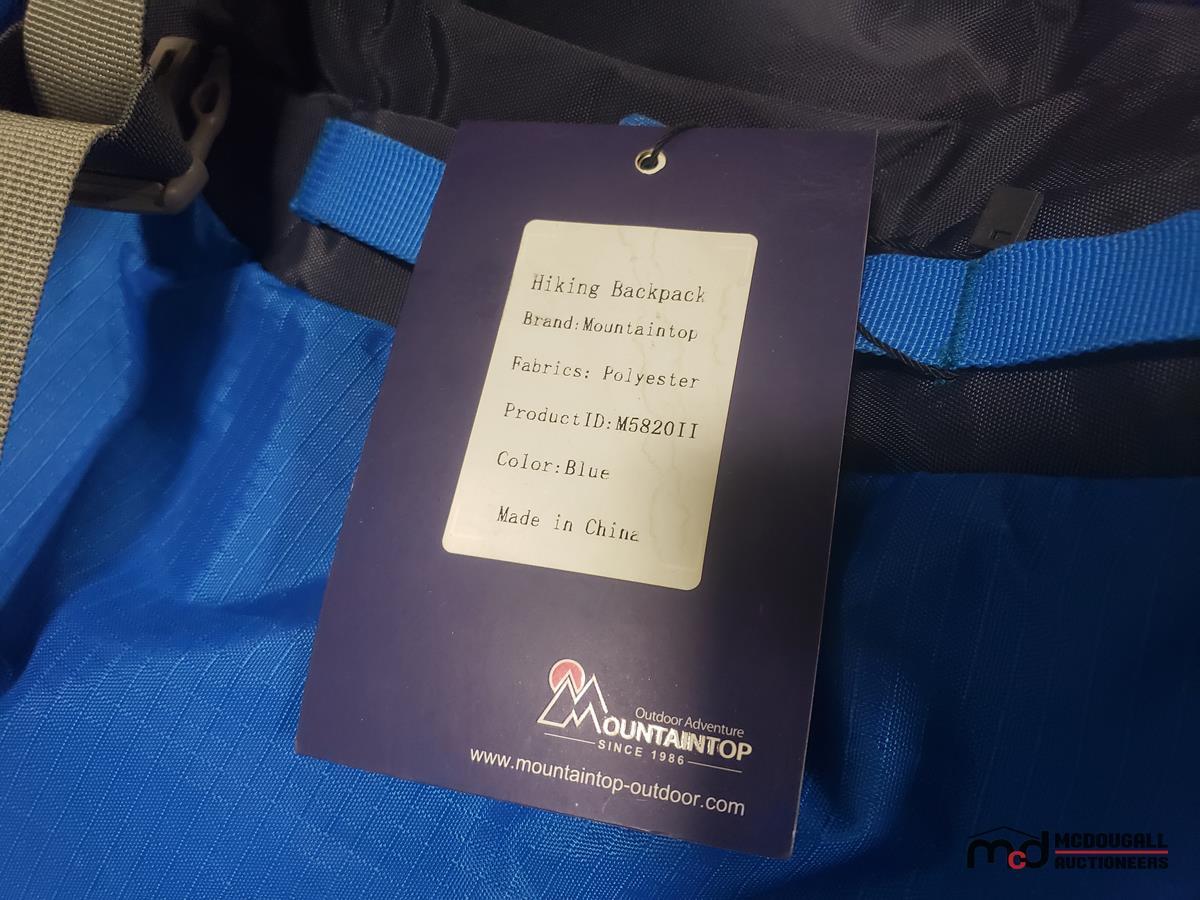 Hiking Backpack
Brand:Mountaintop
Fabrics: Polyester
ProductID:M5820II
Color:Blue
Made in China
Outdoor Adventure
MOUNTAINTOP
SINCE 1986
www.mountaintop-outdoor.com
mcd MCDOUGALL
AUCTIONEERS